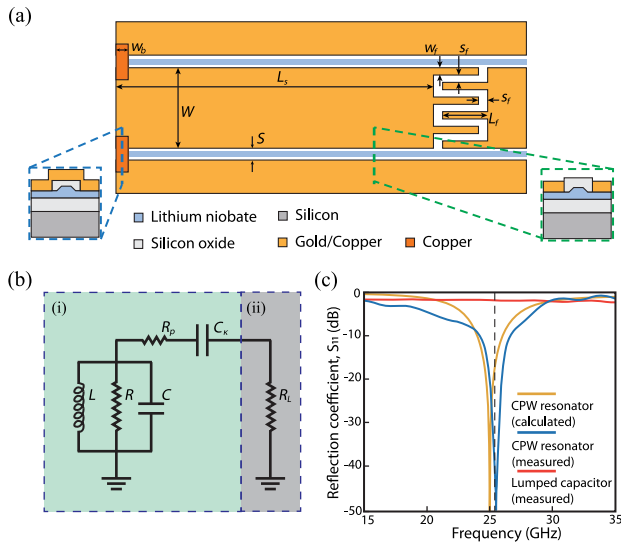 (a)
w_b
w_f
s_f
L_s
W
s_f
L_f
S
Lithium niobate
Silicon
Silicon oxide
Gold/Copper
Copper
(b)
(c)
(i)
(ii)
R_p
C_κ
L
R
C
R_L
Reflection coefficient, S₁₁ (dB)
0
-10
-20
-30
-40
-50
CPW resonator
(calculated)
CPW resonator
(measured)
Lumped capacitor
(measured)
15
20
25
30
35
Frequency (GHz)